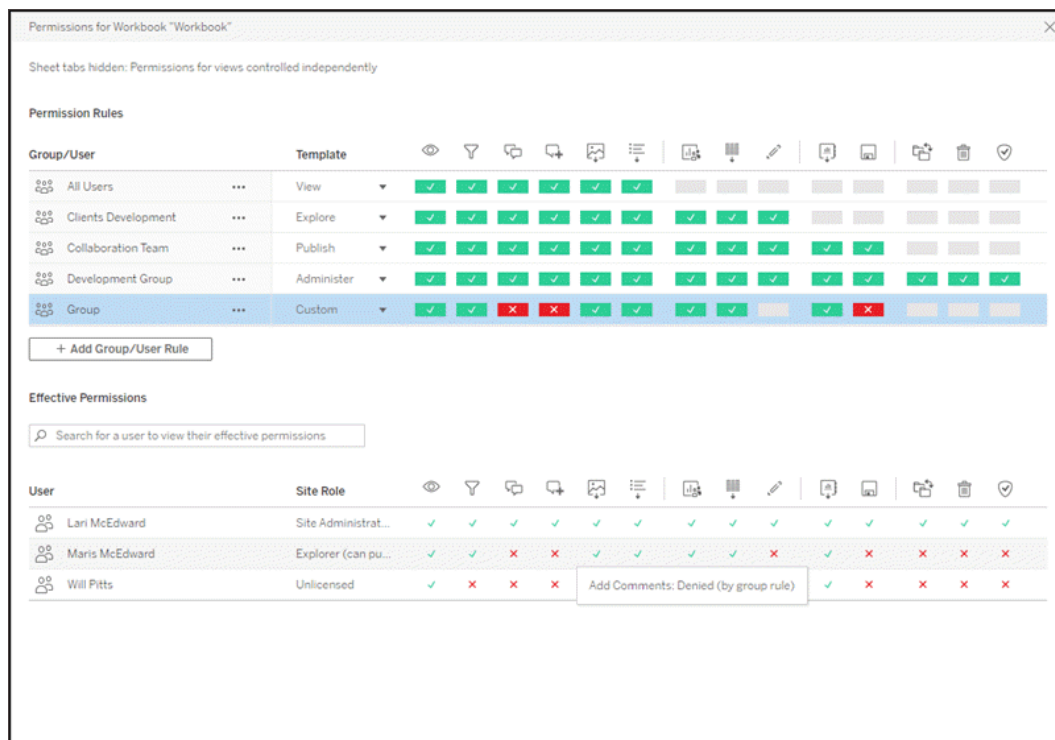 Permissions for Workbook "Workbook"
Sheet tabs hidden: Permissions for views controlled independently
Permission Rules
Group/User Template
All Users ... View
Clients Development ... Explore
Collaboration Team ... Publish
Development Group ... Administer
Group ... Custom
+ Add Group/User Rule
Effective Permissions
Search for a user to view their effective permissions
User Site Role
Lari McEdward Site Administrat...
Maris McEdward Explorer (can pu...
Will Pitts Unlicensed
Add Comments: Denied (by group rule)